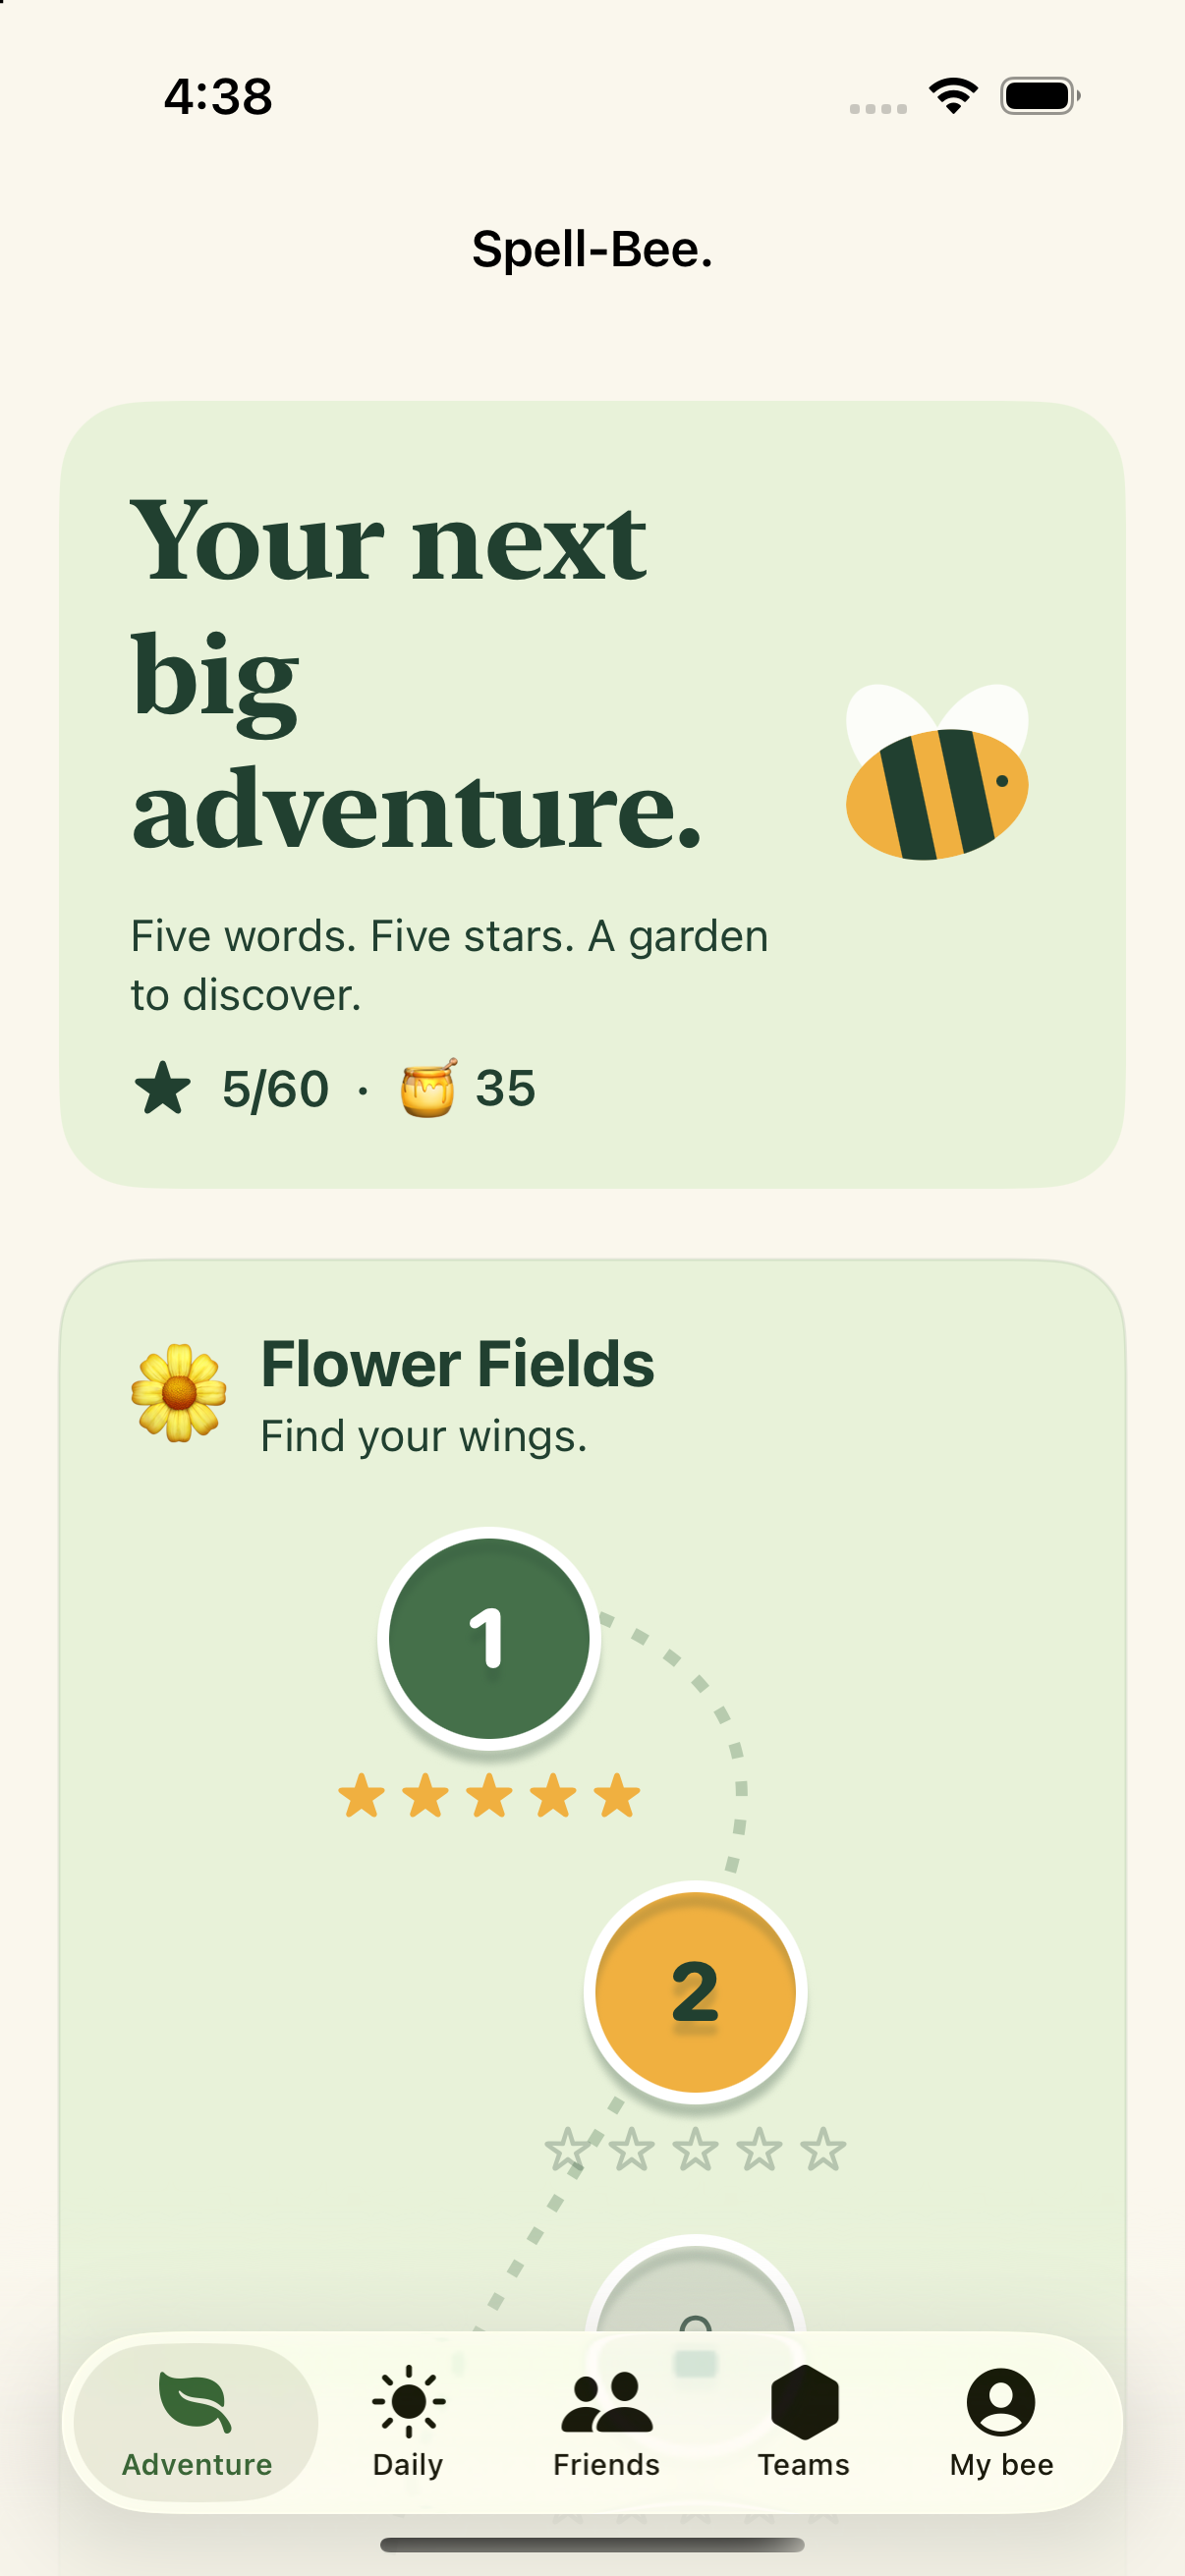 4:38
Spell-Bee.
Your next
big
adventure.
Five words. Five stars. A garden
to discover.
5/60 · 35
Flower Fields
Find your wings.
1
2
Adventure
Daily
Friends
Teams
My bee